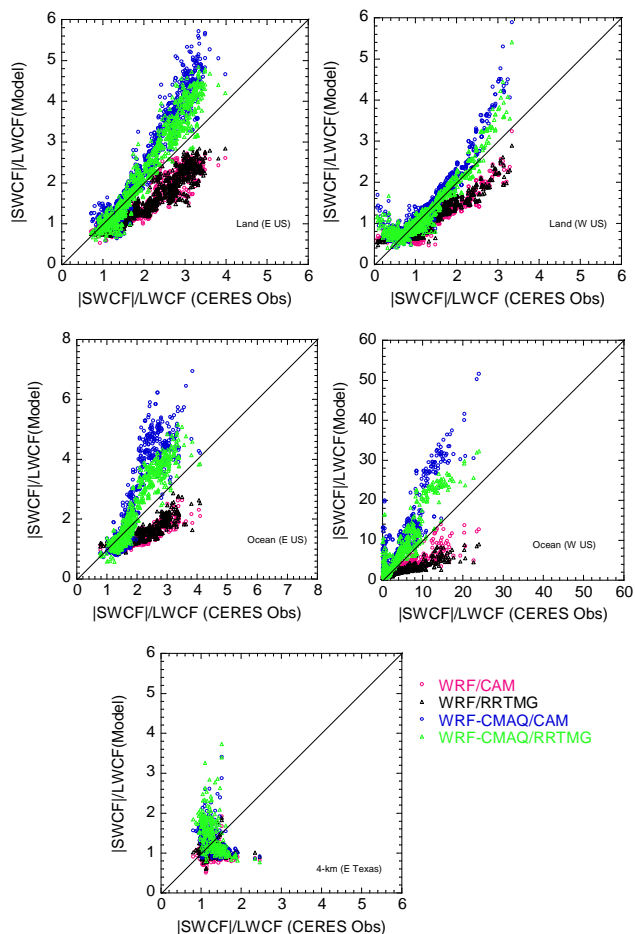 6
5
4
3
2
1
0
|SWCF|/LWCF(Model)
Land (E US)
0 1 2 3 4 5 6
|SWCF|/LWCF (CERES Obs)
6
5
4
3
2
1
0
|SWCF|/LWCF(Model)
Land (W US)
0 1 2 3 4 5 6
|SWCF|/LWCF (CERES Obs)
8
6
4
2
0
|SWCF|/LWCF(Model)
Ocean (E US)
0 1 2 3 4 5 6 7 8
|SWCF|/LWCF (CERES Obs)
60
50
40
30
20
10
0
|SWCF|/LWCF(Model)
Ocean (W US)
0 10 20 30 40 50 60
|SWCF|/LWCF (CERES Obs)
6
5
4
3
2
1
0
|SWCF|/LWCF(Model)
4-km (E Texas)
0 1 2 3 4 5 6
|SWCF|/LWCF (CERES Obs)
WRF/CAM
WRF/RRTMG
WRF-CMAQ/CAM
WRF-CMAQ/RRTMG